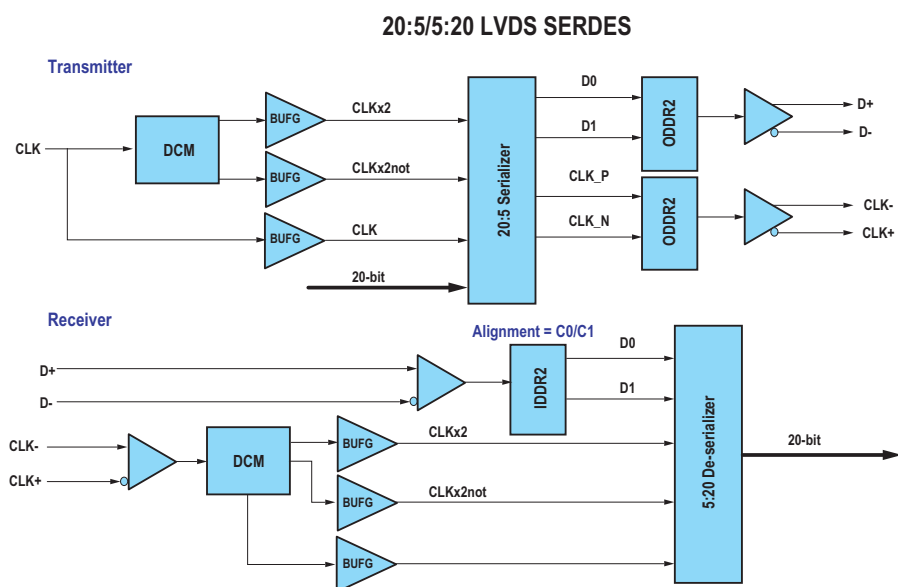 20:5/5:20 LVDS SERDES
Transmitter
CLK
DCM
BUFG
CLKx2
BUFG
CLKx2not
BUFG
CLK
20-bit
20:5 Serializer
D0
D1
CLK_P
CLK_N
ODDR2
ODDR2
D+
D-
CLK-
CLK+
Receiver
Alignment = C0/C1
D+
D-
IDDR2
D0
D1
CLK-
CLK+
DCM
BUFG
CLKx2
BUFG
CLKx2not
BUFG
5:20 De-serializer
20-bit